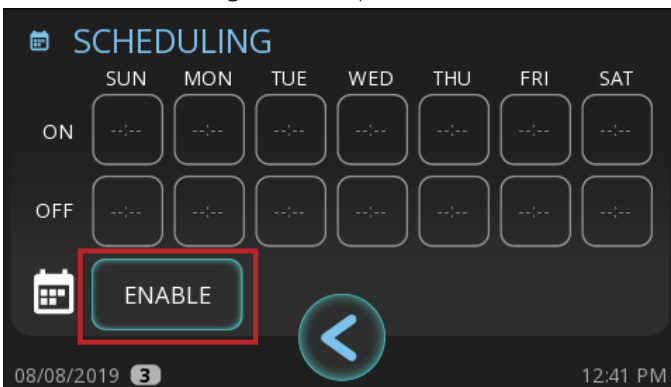 SCHEDULING
SUN MON TUE WED THU FRI SAT
ON --:-- --:-- --:-- --:-- --:-- --:-- --:--
OFF --:-- --:-- --:-- --:-- --:-- --:-- --:--
ENABLE
08/08/2019 3 12:41 PM